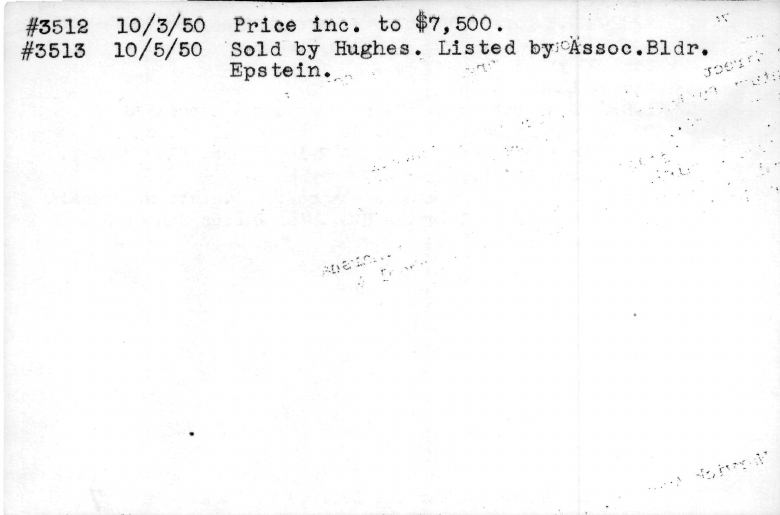 #3512 10/3/50 Price inc. to $7,500.
#3513 10/5/50 Sold by Hughes. Listed by Assoc.Bldr.
Epstein.